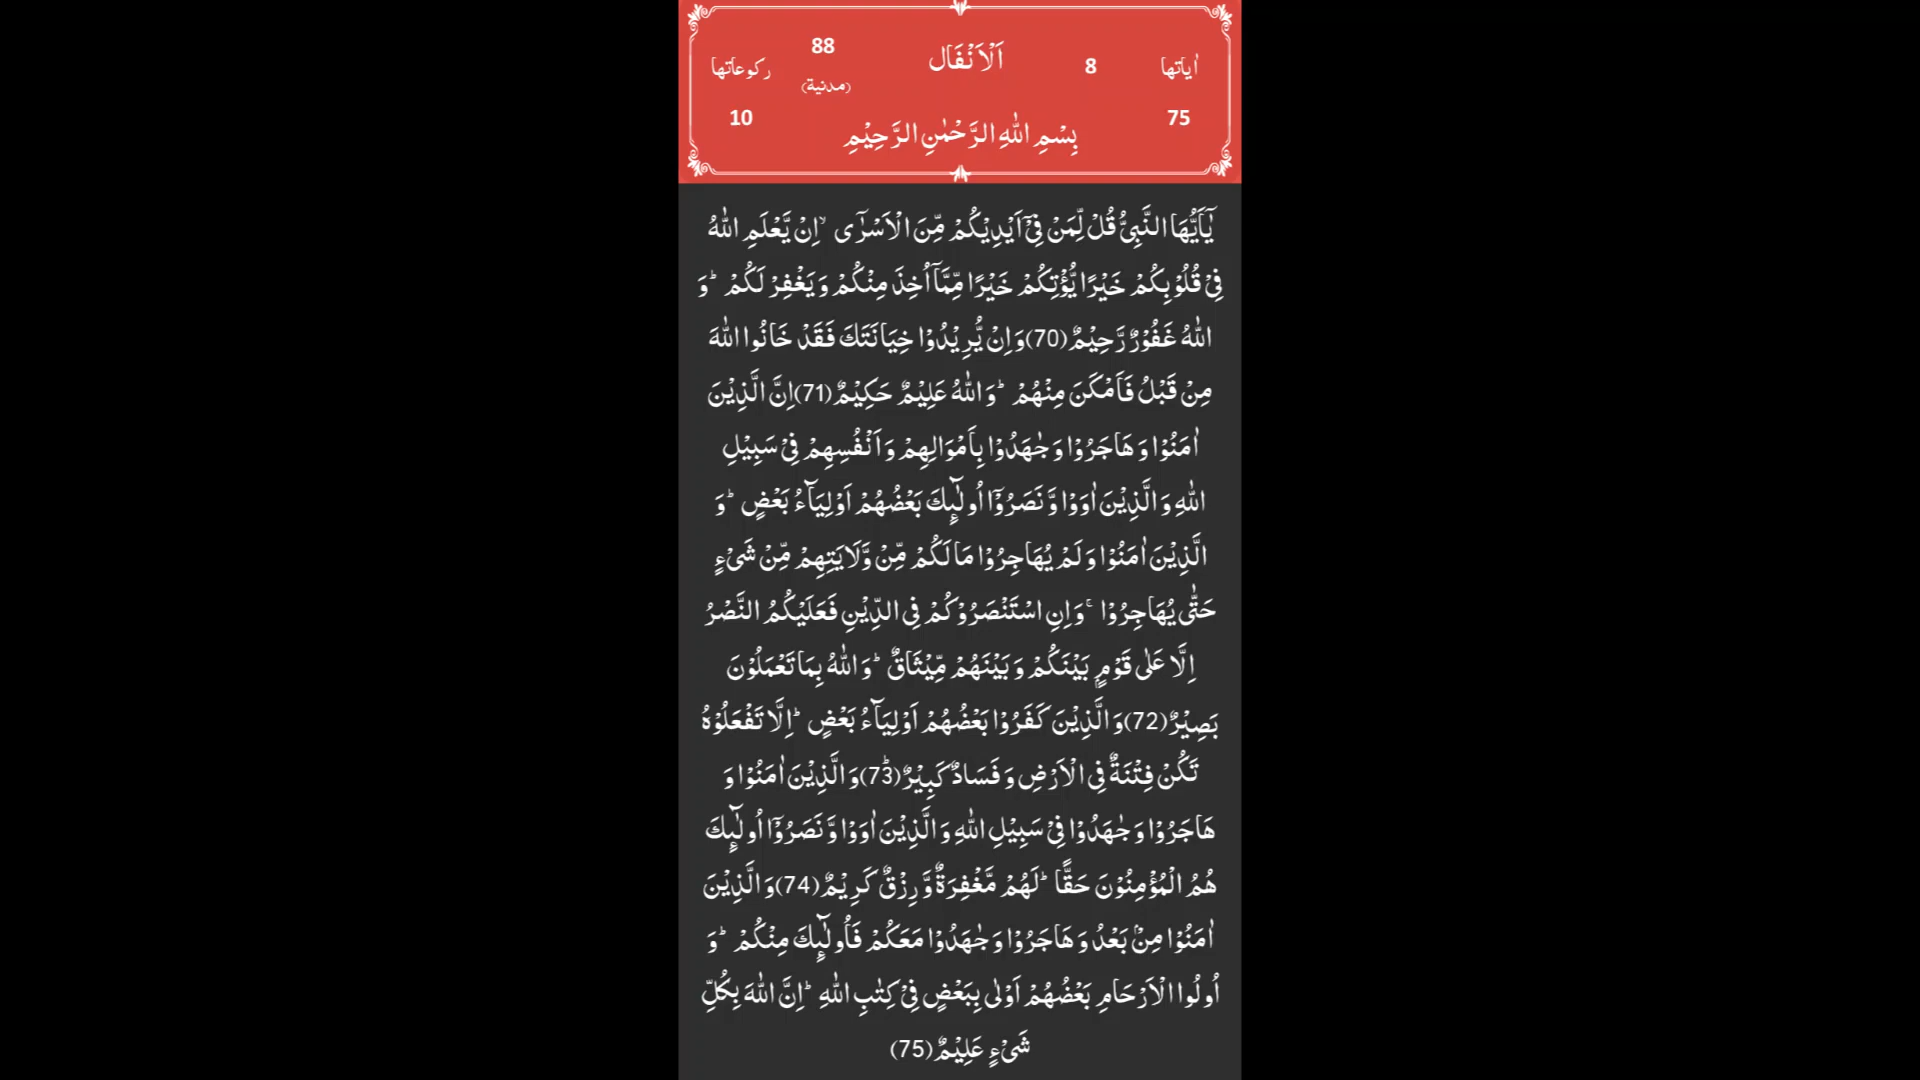 اٰیاتها 8 اَلْاَنْفَال 88 رکوعاتها
(مدنیة)
75 10
بِسْمِ اللّٰهِ الرَّحْمٰنِ الرَّحِیْمِ
یٰۤاَیُّهَا النَّبِیُّ قُلْ لِّمَنْ فِیْۤ اَیْدِیْكُمْ مِّنَ الْاَسْرٰۤىۙ اِنْ یَّعْلَمِ اللّٰهُ
فِیْ قُلُوْبِكُمْ خَیْرًا یُّؤْتِكُمْ خَیْرًا مِّمَّاۤ اُخِذَ مِنْكُمْ وَ یَغْفِرْ لَكُمْؕ وَ
اللّٰهُ غَفُوْرٌ رَّحِیْمٌ(70)وَ اِنْ یُّرِیْدُوْا خِیَانَتَكَ فَقَدْ خَانُوا اللّٰهَ
مِنْ قَبْلُ فَاَمْكَنَ مِنْهُمْؕ وَ اللّٰهُ عَلِیْمٌ حَكِیْمٌ(71)اِنَّ الَّذِیْنَ
اٰمَنُوْا وَ هَاجَرُوْا وَ جٰهَدُوْا بِاَمْوَالِهِمْ وَ اَنْفُسِهِمْ فِیْ سَبِیْلِ
اللّٰهِ وَ الَّذِیْنَ اٰوَوْا وَّ نَصَرُوْۤا اُولٰٓىٕكَ بَعْضُهُمْ اَوْلِیَآءُ بَعْضٍؕ وَ
الَّذِیْنَ اٰمَنُوْا وَ لَمْ یُهَاجِرُوْا مَا لَكُمْ مِّنْ وَّلَایَتِهِمْ مِّنْ شَیْءٍ
حَتّٰى یُهَاجِرُوْاۚ وَ اِنِ اسْتَنْصَرُوْكُمْ فِی الدِّیْنِ فَعَلَیْكُمُ النَّصْرُ
اِلَّا عَلٰى قَوْمٍۭ بَیْنَكُمْ وَ بَیْنَهُمْ مِّیْثَاقٌؕ وَ اللّٰهُ بِمَا تَعْمَلُوْنَ
بَصِیْرٌ(72)وَ الَّذِیْنَ كَفَرُوْا بَعْضُهُمْ اَوْلِیَآءُ بَعْضٍؕ اِلَّا تَفْعَلُوْهُ
تَكُنْ فِتْنَةٌ فِی الْاَرْضِ وَ فَسَادٌ كَبِیْرٌؕ(73)وَ الَّذِیْنَ اٰمَنُوْا وَ
هَاجَرُوْا وَ جٰهَدُوْا فِیْ سَبِیْلِ اللّٰهِ وَ الَّذِیْنَ اٰوَوْا وَّ نَصَرُوْۤا اُولٰٓىٕكَ
هُمُ الْمُؤْمِنُوْنَ حَقًّاؕ لَهُمْ مَّغْفِرَةٌ وَّ رِزْقٌ كَرِیْمٌ(74)وَ الَّذِیْنَ
اٰمَنُوْا مِنْۢ بَعْدُ وَ هَاجَرُوْا وَ جٰهَدُوْا مَعَكُمْ فَاُولٰٓىٕكَ مِنْكُمْؕ وَ
اُولُوا الْاَرْحَامِ بَعْضُهُمْ اَوْلٰى بِبَعْضٍ فِیْ كِتٰبِ اللّٰهِؕ اِنَّ اللّٰهَ بِكُلِّ
شَیْءٍ عَلِیْمٌ(75)